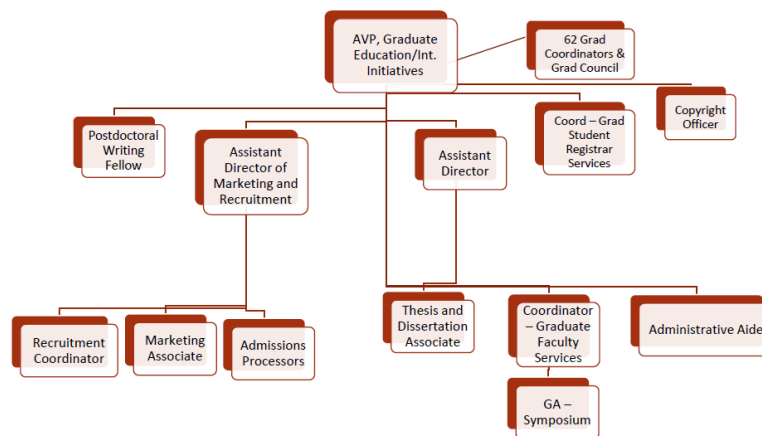 AVP, Graduate
Education/Int.
Initiatives
62 Grad
Coordinators &
Grad Council
Copyright
Officer
Postdoctoral
Writing
Fellow
Assistant
Director of
Marketing and
Recruitment
Assistant
Director
Coord – Grad
Student
Registrar
Services
Recruitment
Coordinator
Marketing
Associate
Admissions
Processors
Thesis and
Dissertation
Associate
Coordinator
– Graduate
Faculty
Services
Administrative Aide
GA –
Symposium